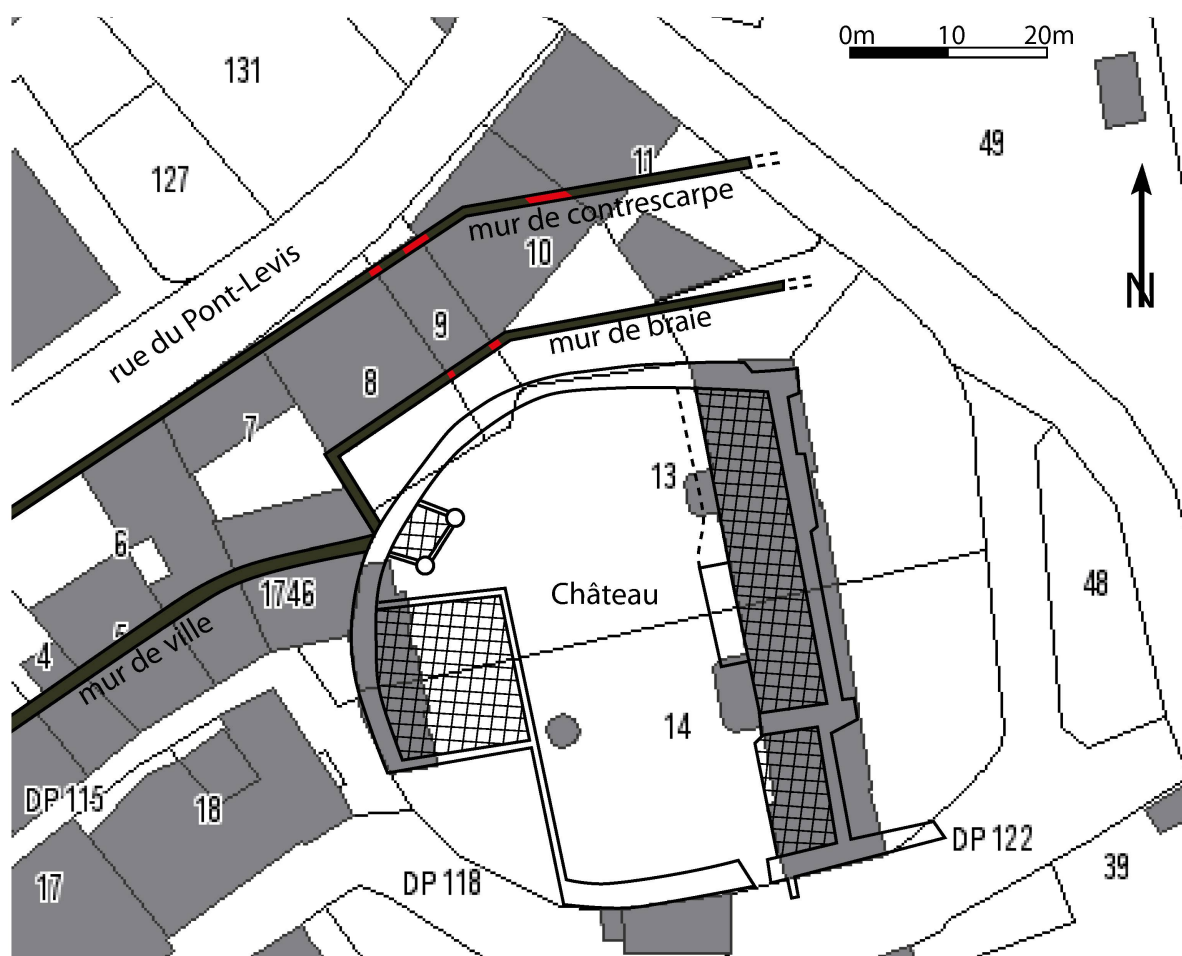 0m 10 20m
131
49
127
11
mur de contrescarpe
10
rue du Pont-Levis
N
9
mur de braie
8
7
13
6
48
Château
1746
5
4
mur de ville
14
DP 115
18
DP 122
39
17
DP 118